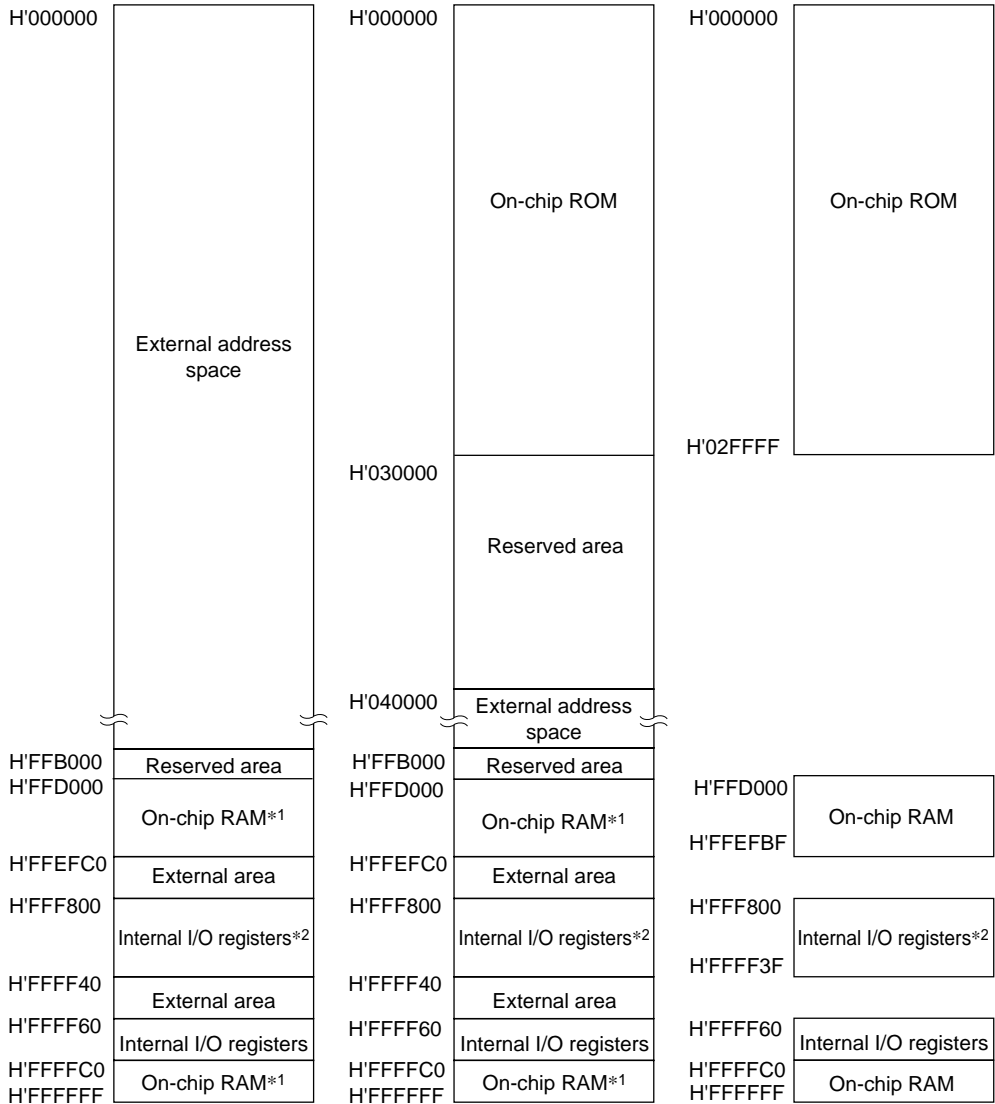 H'000000
External address
space
H'FFB000
Reserved area
H'FFD000
On-chip RAM*1
H'FFEFC0
External area
H'FFF800
Internal I/O registers*2
H'FFFF40
External area
H'FFFF60
Internal I/O registers
H'FFFFC0
On-chip RAM*1
H'FFFFFF
H'000000
On-chip ROM
H'030000
Reserved area
H'040000
External address
space
H'FFB000
Reserved area
H'FFD000
On-chip RAM*1
H'FFEFC0
External area
H'FFF800
Internal I/O registers*2
H'FFFF40
External area
H'FFFF60
Internal I/O registers
H'FFFFC0
On-chip RAM*1
H'FFFFFF
H'000000
On-chip ROM
H'02FFFF
H'FFD000
On-chip RAM
H'FFEFBF
H'FFF800
Internal I/O registers*2
H'FFFF3F
H'FFFF60
Internal I/O registers
H'FFFFC0
On-chip RAM
H'FFFFFF